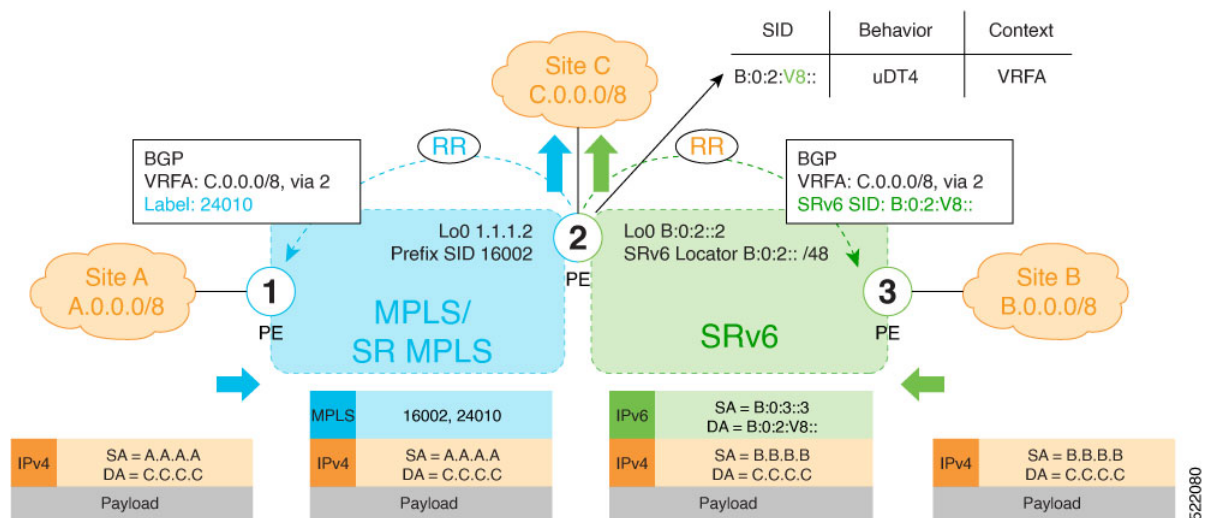 SID Behavior Context
B:0:2:V8:: uDT4 VRFA
Site C
C.0.0.0/8
RR
RR
BGP
VRFA: C.0.0.0/8, via 2
Label: 24010
BGP
VRFA: C.0.0.0/8, via 2
SRv6 SID: B:0:2:V8::
Lo0 1.1.1.2
Prefix SID 16002
2
PE
Lo0 B:0:2::2
SRv6 Locator B:0:2:: /48
Site A
A.0.0.0/8
1
PE
MPLS/
SR MPLS
SRv6
3
PE
Site B
B.0.0.0/8
MPLS 16002, 24010
IPv6 SA = B:0:3::3
DA = B:0:2:V8::
IPv4 SA = A.A.A.A
DA = C.C.C.C
Payload
IPv4 SA = A.A.A.A
DA = C.C.C.C
Payload
IPv4 SA = B.B.B.B
DA = C.C.C.C
Payload
IPv4 SA = B.B.B.B
DA = C.C.C.C
Payload
522080